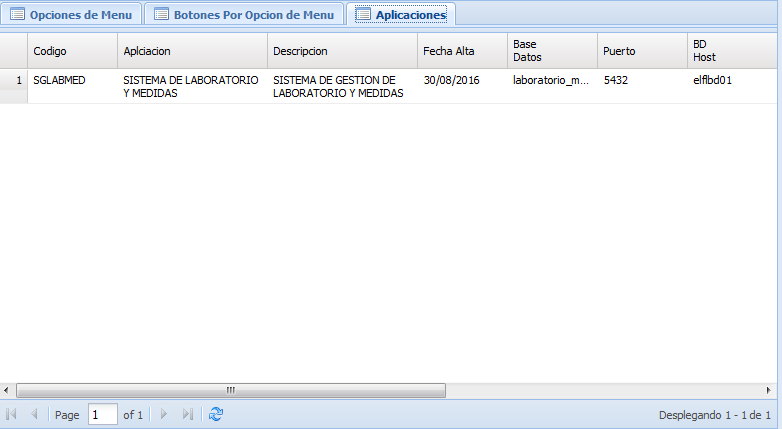 Opciones de Menu Botones Por Opcion de Menu Aplicaciones
Codigo Aplciacion Descripcion Fecha Alta Base Datos Puerto BD Host
1 SGLABMED SISTEMA DE LABORATORIO Y MEDIDAS SISTEMA DE GESTION DE LABORATORIO Y MEDIDAS 30/08/2016 laboratorio_m... 5432 elflbd01
Page 1 of 1 Desplegando 1 - 1 de 1